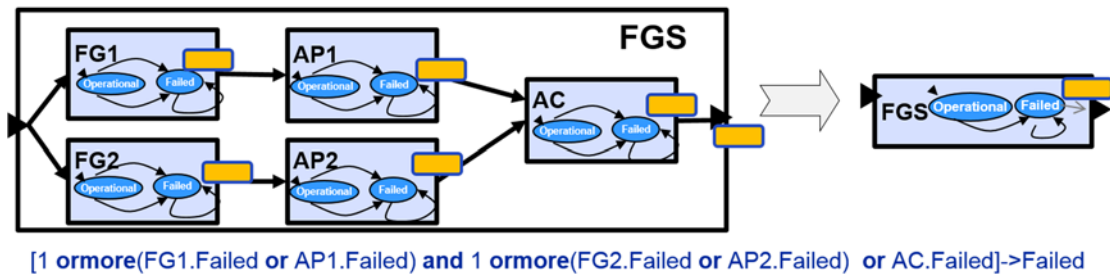 FGS
FG1
Operational
Failed
AP1
Operational
Failed
AC
Operational
Failed
FG2
Operational
Failed
AP2
Operational
Failed
FGS
Operational
Failed
[1 ormore(FG1.Failed or AP1.Failed) and 1 ormore(FG2.Failed or AP2.Failed) or AC.Failed]->Failed